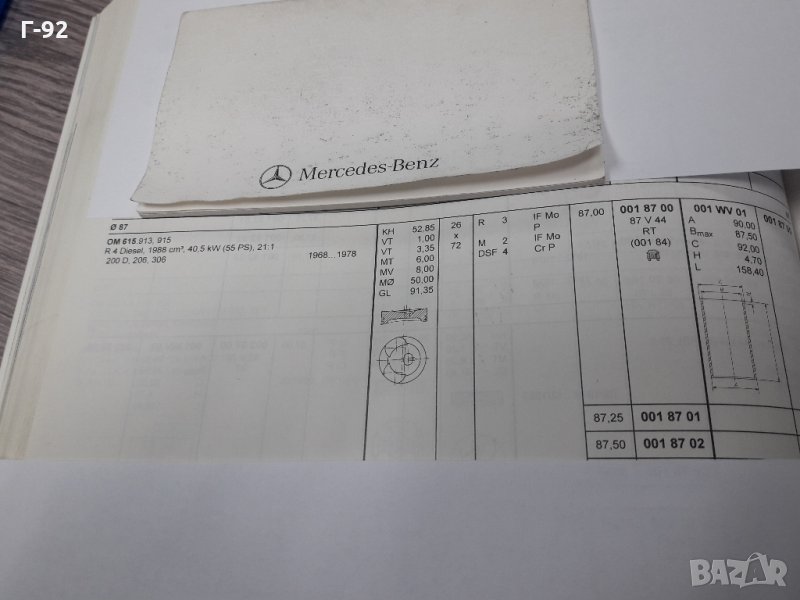 Г-92
Mercedes-Benz
Ø 87
OM 615.913, 915
R 4 Diesel, 1988 cm³, 40,5 kW (55 PS), 21:1
200 D, 206, 306
1968...1978
KH 52,85
VT 1,00
VT 3,35
MT 6,00
MV 8,00
MØ 50,00
GL 91,35
26
x
72
R 3 IF Mo
P
M 2 IF Mo
DSF 4 Cr P
87,00
001 87 00
87 V 44
RT
(001 84)
001 WV 01
A 90,00
Bmax 87,50
C 92,00
H 4,70
L 158,40
87,25 001 87 01
87,50 001 87 02
BAZAR